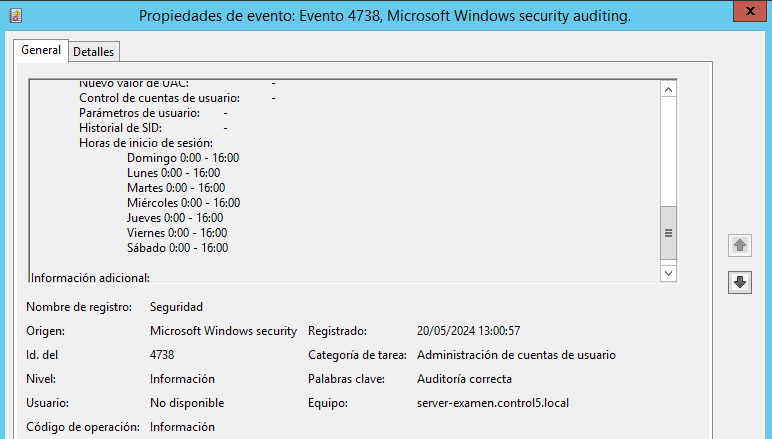 Propiedades de evento: Evento 4738, Microsoft Windows security auditing.
General Detalles
Nuevo valor de UAC: -
Control de cuentas de usuario: -
Parámetros de usuario: -
Historial de SID: -
Horas de inicio de sesión:
Domingo 0:00 - 16:00
Lunes 0:00 - 16:00
Martes 0:00 - 16:00
Miércoles 0:00 - 16:00
Jueves 0:00 - 16:00
Viernes 0:00 - 16:00
Sábado 0:00 - 16:00
Información adicional:
Nombre de registro: Seguridad
Origen: Microsoft Windows security Registrado: 20/05/2024 13:00:57
Id. del 4738 Categoría de tarea: Administración de cuentas de usuario
Nivel: Información Palabras clave: Auditoría correcta
Usuario: No disponible Equipo: server-examen.control5.local
Código de operación: Información